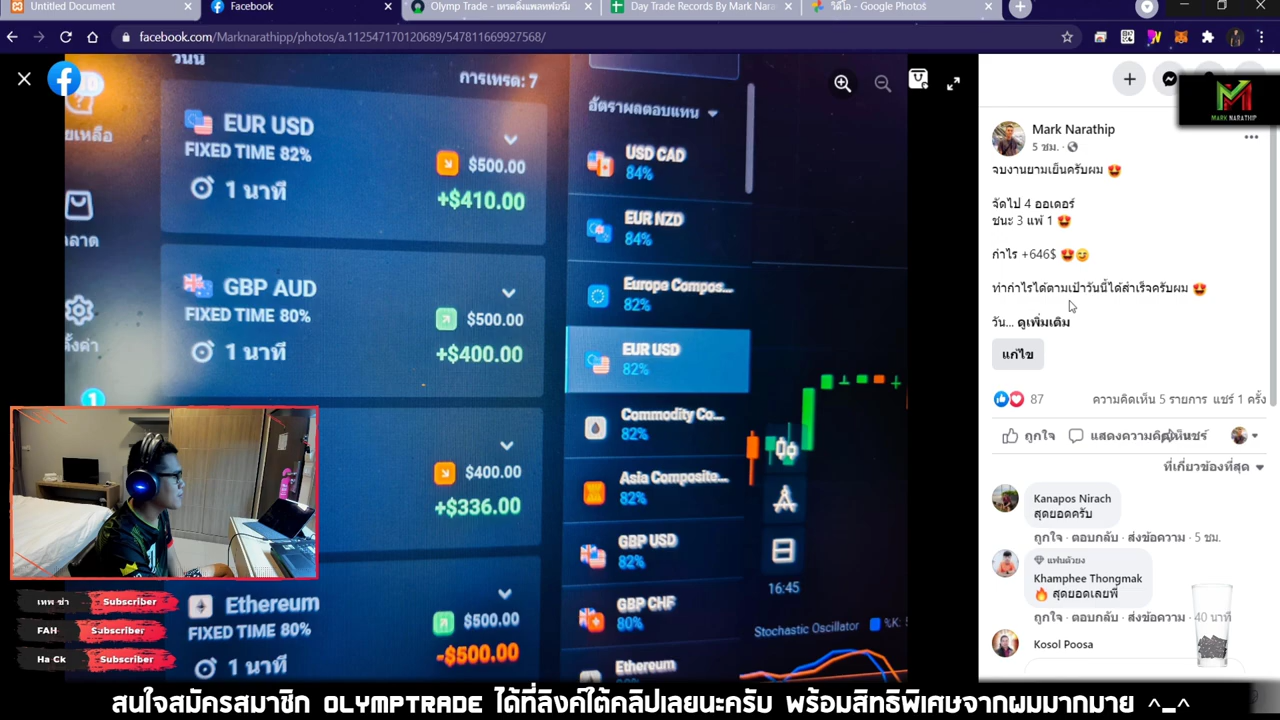 Untitled Document
Facebook
Olymp Trade - เทรดดิ้งแพลทฟอร์ม
Day Trade Records By Mark Nara
วิดีโอ - Google Photos
facebook.com/Marknarathipp/photos/a.112547170120689/547811669927568/
การเทรด: 7
EUR USD
FIXED TIME 82%
1 นาที
$500.00
+$410.00
GBP AUD
FIXED TIME 80%
1 นาที
$500.00
+$400.00
$400.00
+$336.00
Ethereum
FIXED TIME 80%
1 นาที
$500.00
-$500.00
ตลาด
1
อัตราผลตอบแทน
USD CAD
84%
EUR NZD
84%
Europe Compos...
82%
EUR USD
82%
Commodity Co...
82%
Asia Composite...
82%
GBP USD
82%
GBP CHF
80%
Ethereum
16:45
Stochastic Oscillator
%K:
MARK NARATHIP
Mark Narathip
5 ชม.
จบงานยามเย็นครับผม
จัดไป 4 ออเดอร์
ชนะ 3 แพ้ 1
กำไร +646$
ทำกำไรได้ตามเป้าวันนี้ได้สำเร็จครับผม
วัน... ดูเพิ่มเติม
แก้ไข
87
ความคิดเห็น 5 รายการ แชร์ 1 ครั้ง
ถูกใจ
แสดงความคิดเห็น
แชร์
ที่เกี่ยวข้องที่สุด
Kanapos Nirach
สุดยอดครับ
ถูกใจ · ตอบกลับ · ส่งข้อความ · 5 ชม.
แฟนตัวยง
Khamphee Thongmak
สุดยอดเลยพี่
ถูกใจ · ตอบกลับ · ส่งข้อความ · 40 นาที
Kosol Poosa
เทพ ซ่า Subscriber
FAH Subscriber
Ha Ck Subscriber
สนใจสมัครสมาชิก OLYMPTRADE ได้ที่ลิงค์ใต้คลิปเลยนะครับ พร้อมสิทธิพิเศษจากผมมากมาย ^_^